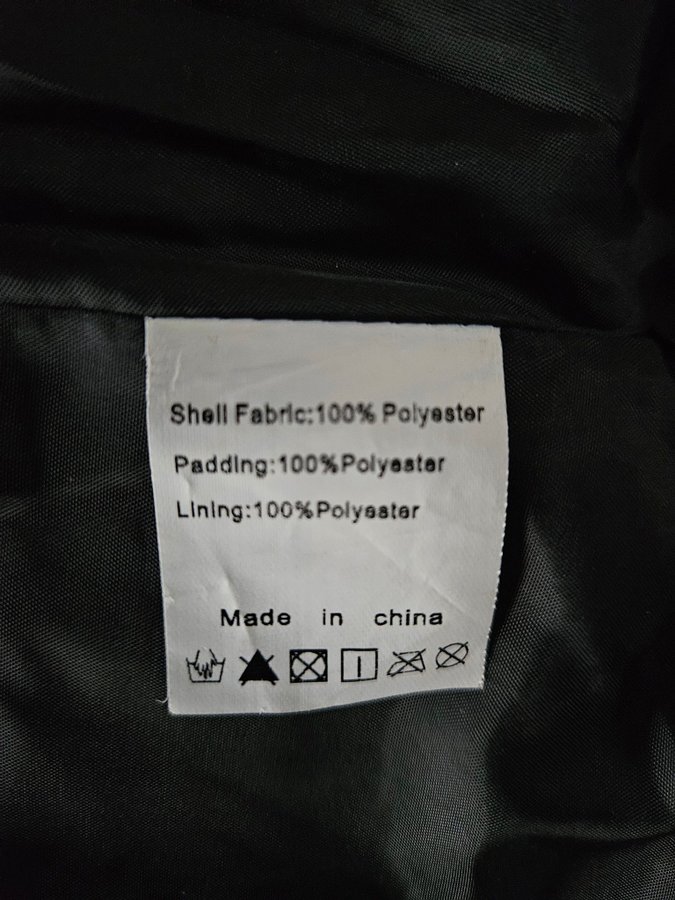 Shell Fabric:100% Polyester
Padding:100%Polyester
Lining:100%Polyester
Made in china